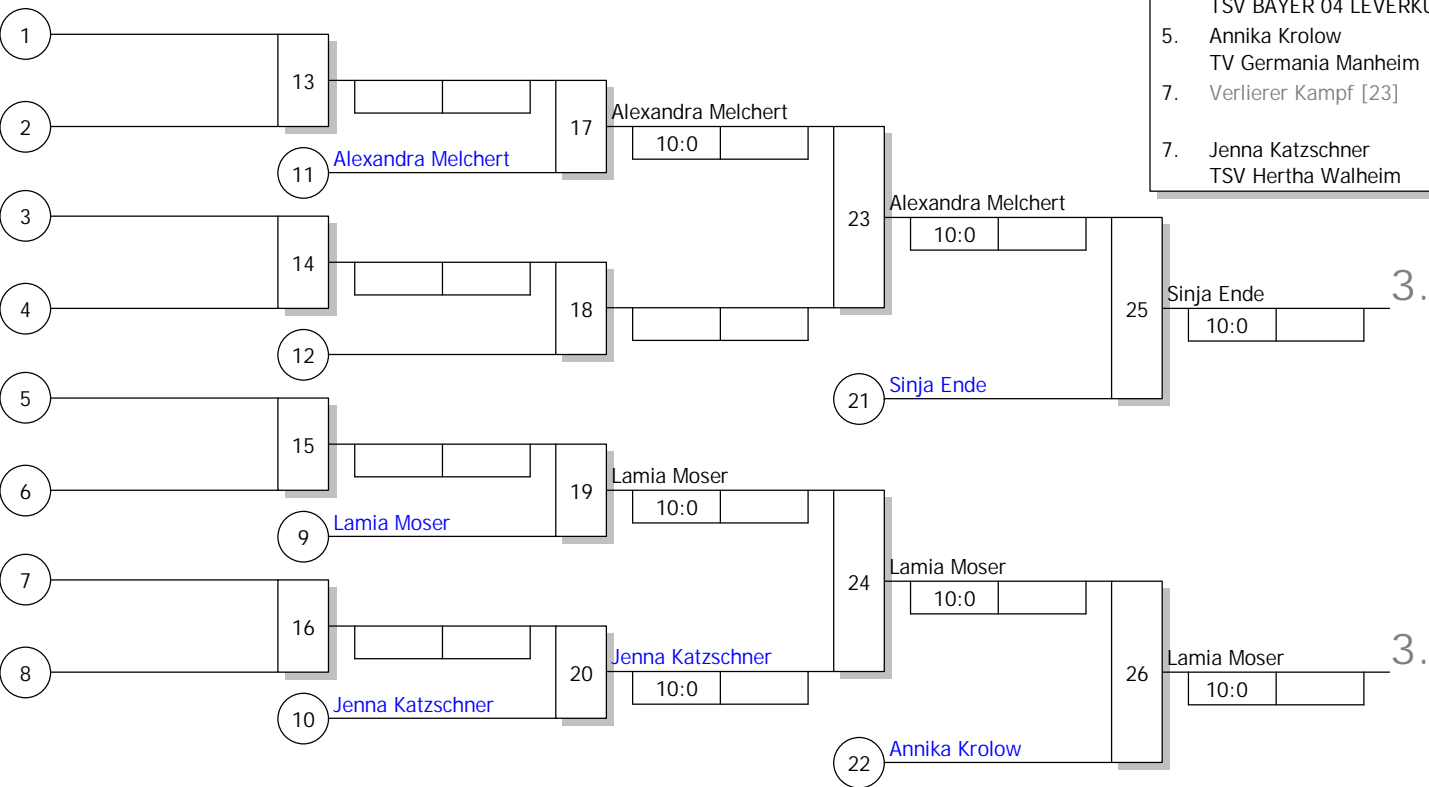 TSV BAYER 04
5. Annika Krolow
TV Germania Manheim
7. Verlierer Kampf [23]
7. Jenna Katzschner
TSV Hertha Walheim
1
13
2
17
Alexandra Melchert
10:0
11
Alexandra Melchert
3
23
Alexandra Melchert
10:0
14
4
18
12
25
Sinja Ende
3.
10:0
5
21
Sinja Ende
15
6
19
Lamia Moser
10:0
9
Lamia Moser
7
24
Lamia Moser
10:0
16
8
20
Jenna Katzschner
10:0
10
Jenna Katzschner
26
Lamia Moser
3.
10:0
22
Annika Krolow